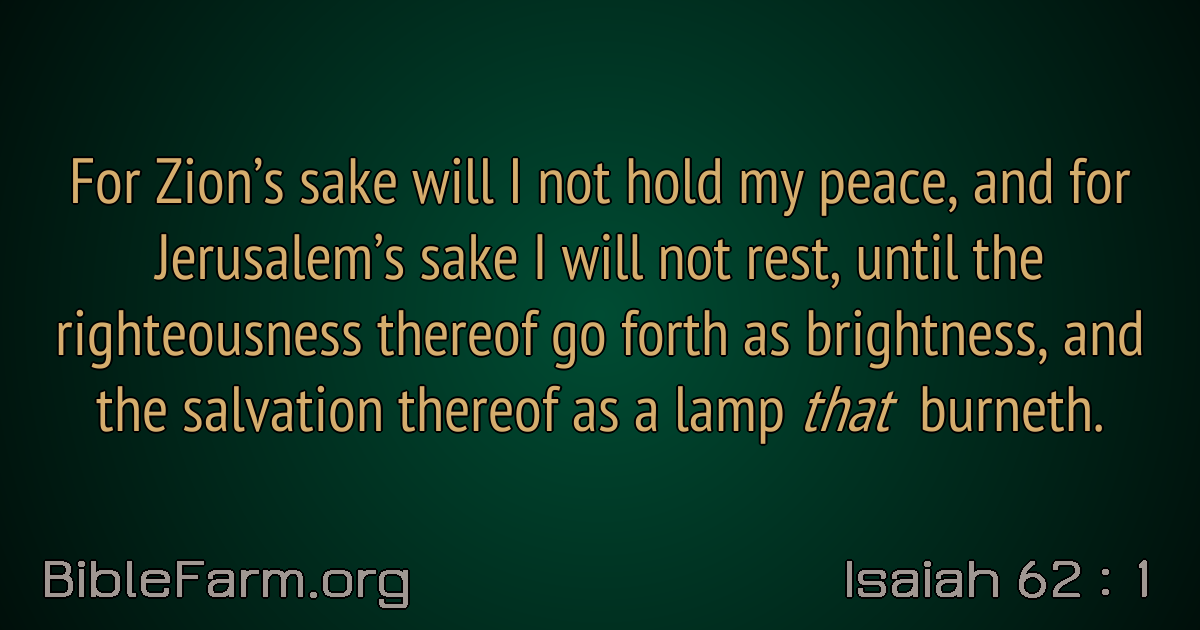 For Zion’s sake will I not hold my peace, and for
Jerusalem’s sake I will not rest, until the
righteousness thereof go forth as brightness, and
the salvation thereof as a lamp that burneth.
BibleFarm.org
Isaiah 62 : 1